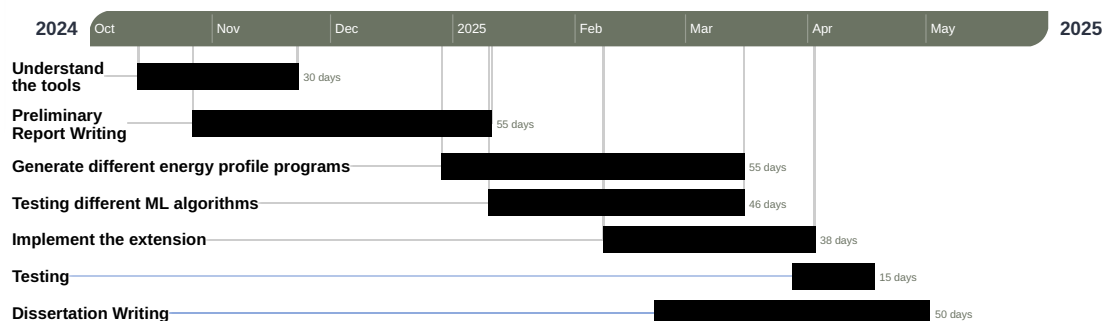 2024 Oct Nov Dec 2025 Feb Mar Apr May 2025
Understand
the tools
30 days
Preliminary
Report Writing
55 days
Generate different energy profile programs 55 days
Testing different ML algorithms 46 days
Implement the extension 38 days
Testing 15 days
Dissertation Writing 50 days